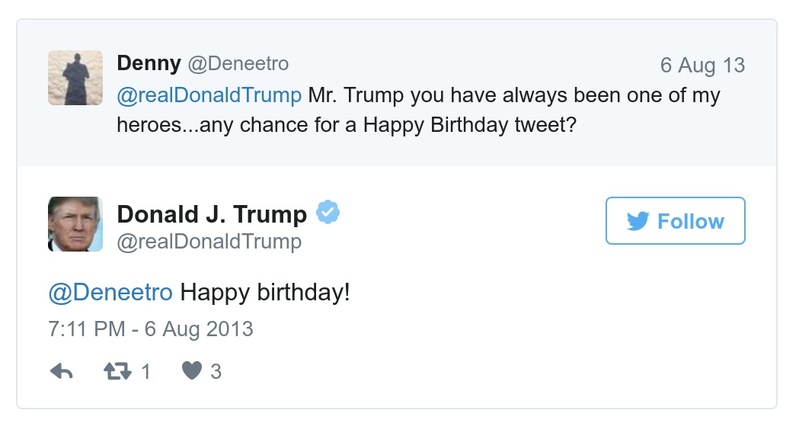 Denny @Deneetro
6 Aug 13
@realDonaldTrump Mr. Trump you have always been one of my
heroes...any chance for a Happy Birthday tweet?
Donald J. Trump
Follow
@realDonaldTrump
@Deneetro Happy birthday!
7:11 PM - 6 Aug 2013
1
3